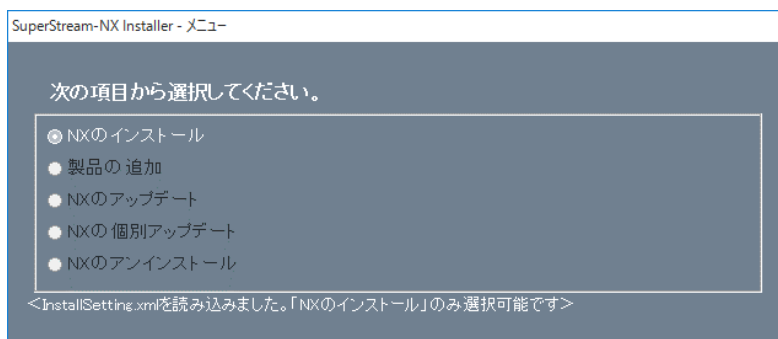 SuperStream-NX Installer - メニュー
次の項目から選択してください。
NXのインストール
製品の追加
NXのアップデート
NXの個別アップデート
NXのアンインストール
<InstallSetting.xmlを読み込みました。「NXのインストール」のみ選択可能です>